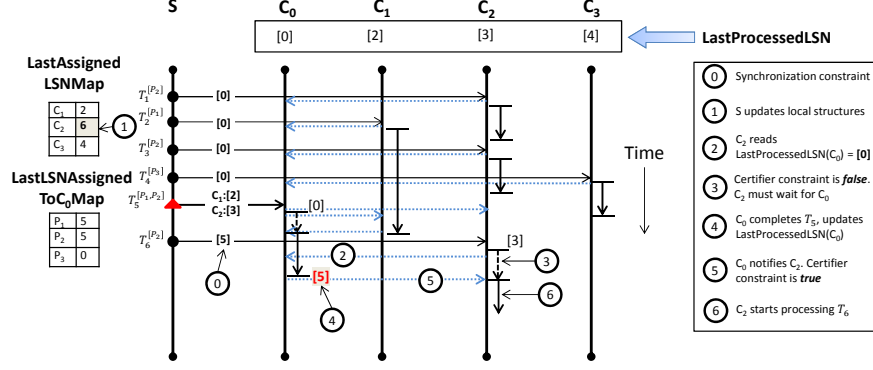 S C₀ C₁ C₂ C₃
[0] [2] [3] [4]
LastProcessedLSN
LastAssigned
LSNMap
C₁ 2
C₂ 6
C₃ 4
1
LastLSNAssigned
ToC₀Map
P₁ 5
P₂ 5
P₃ 0
T₁[P₂] [0]
T₂[P₁] [0]
T₃[P₂] [0]
T₄[P₃] [0]
T₅[P₁,P₂] C₁:[2]
C₂:[3]
[0]
T₆[P₂] [5] [3]
2
3
0
[5]
5
6
4
Time
0 Synchronization constraint
1 S updates local structures
2 C₂ reads
LastProcessedLSN(C₀) = [0]
3 Certifier constraint is false.
C₂ must wait for C₀
4 C₀ completes T₅, updates
LastProcessedLSN(C₀)
5 C₀ notifies C₂. Certifier
constraint is true
6 C₂ starts processing T₆